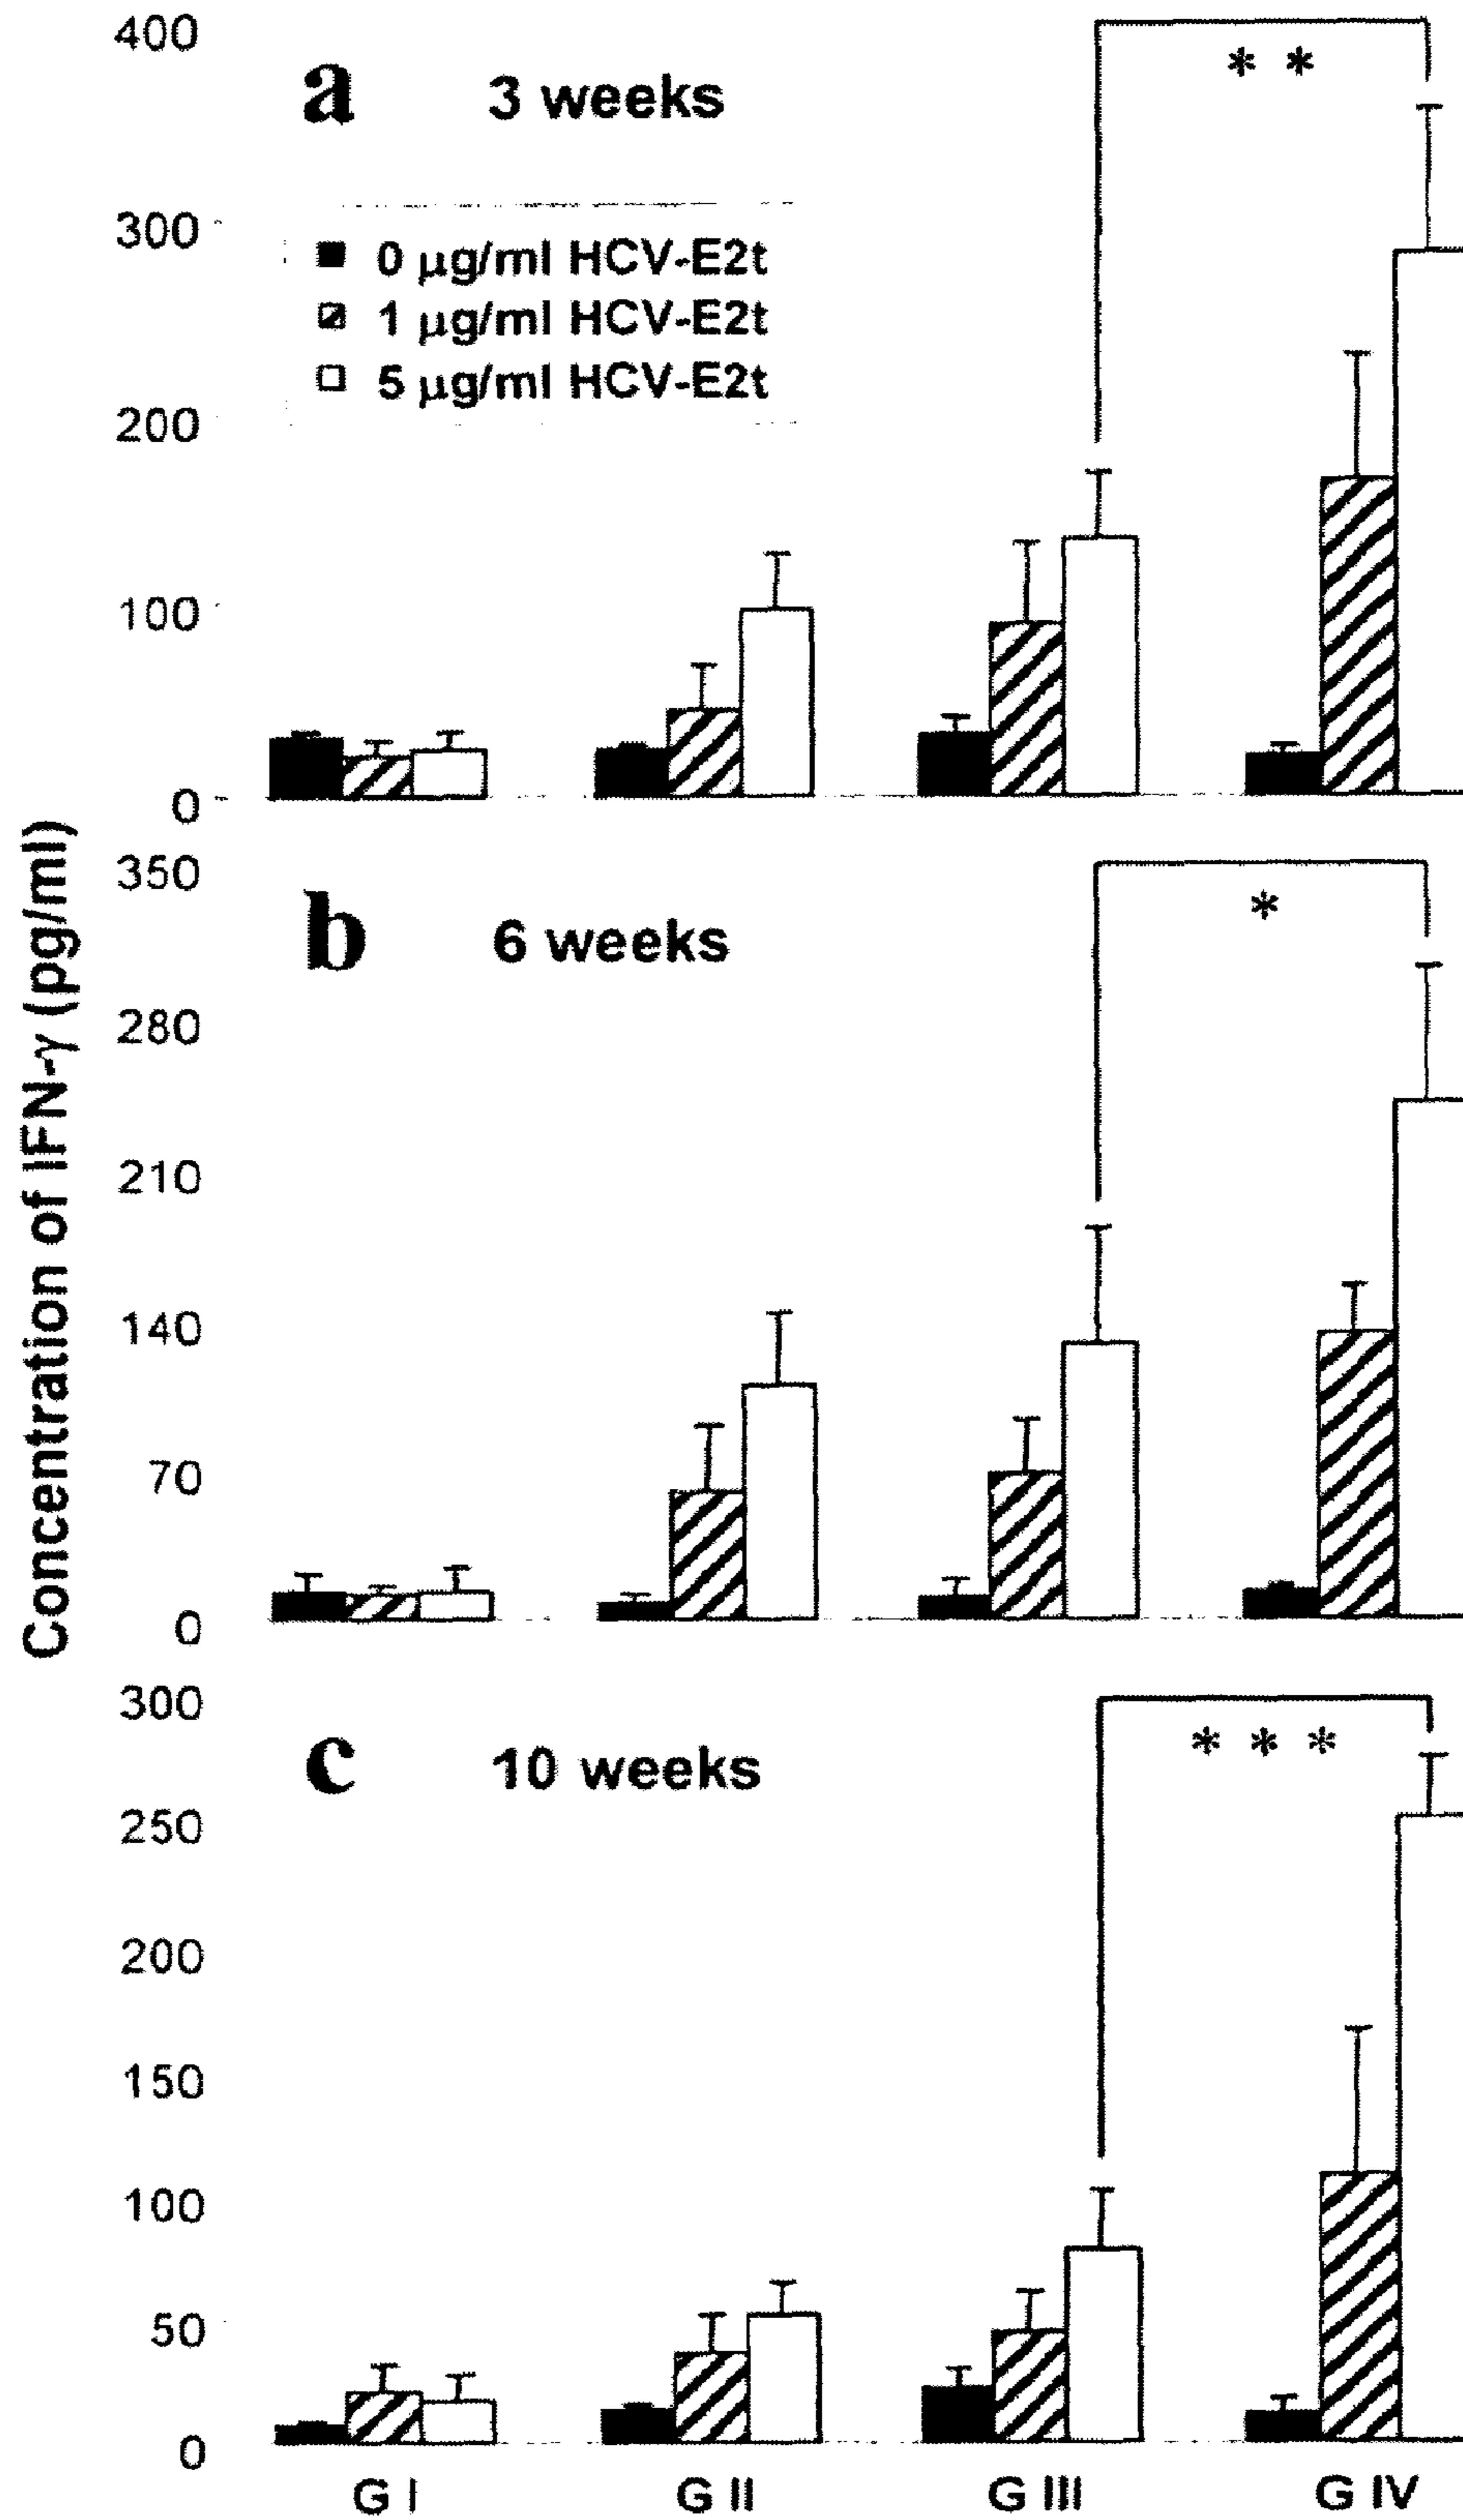 Concentration of IFN-γ (pg/ml)
400
a 3 weeks
* *
300
0 µg/ml HCV-E2t
1 µg/ml HCV-E2t
5 µg/ml HCV-E2t
200
100
0
350
b 6 weeks
*
280
210
140
70
0
300
c 10 weeks
* * *
250
200
150
100
50
0
G I G II G III G IV